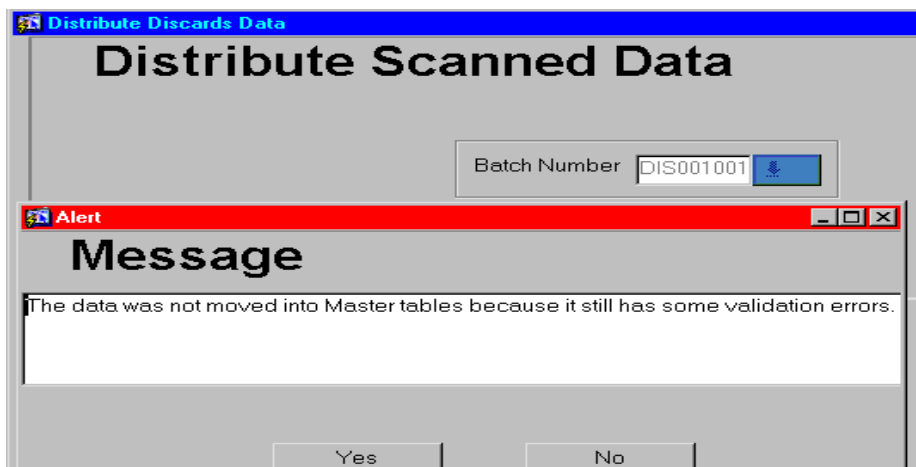 Distribute Discards Data
Distribute Scanned Data
Batch Number DIS001001
Alert
Message
The data was not moved into Master tables because it still has some validation errors.
Yes No